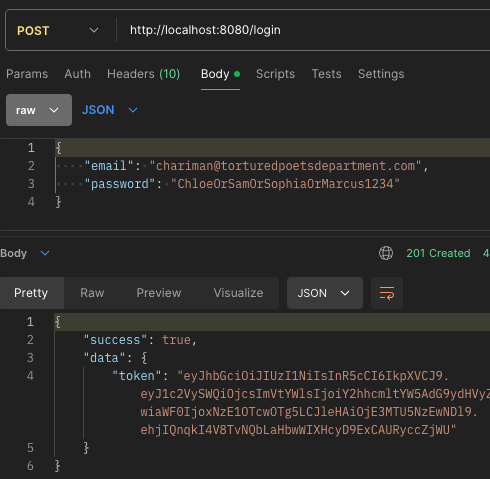 POST http://localhost:8080/login
Params Auth Headers (10) Body Scripts Tests Settings
raw JSON
1 {
2 "email": "chariman@torturedpoetsdepartment.com",
3 "password": "ChloeOrSamOrSophiaOrMarcus1234"
4 }
Body 201 Created 4
Pretty Raw Preview Visualize JSON
1 {
2 "success": true,
3 "data": {
4 "token": "eyJhbGciOiJIUzI1NiIsInR5cCI6IkpXVCJ9.
eyJ1c2VySWQiOjcsImVtYWlsIjoiY2hhcmltYW5AdG9ydHVyZ
wiaWF0IjoxNzE1OTcwOTg5LCJleHAiOjE3MTU5NzEwNDl9.
ehjIQnqkI4V8TvNQbLaHbwWIXHcyD9ExCAURyccZjWU"
5 }
6 }